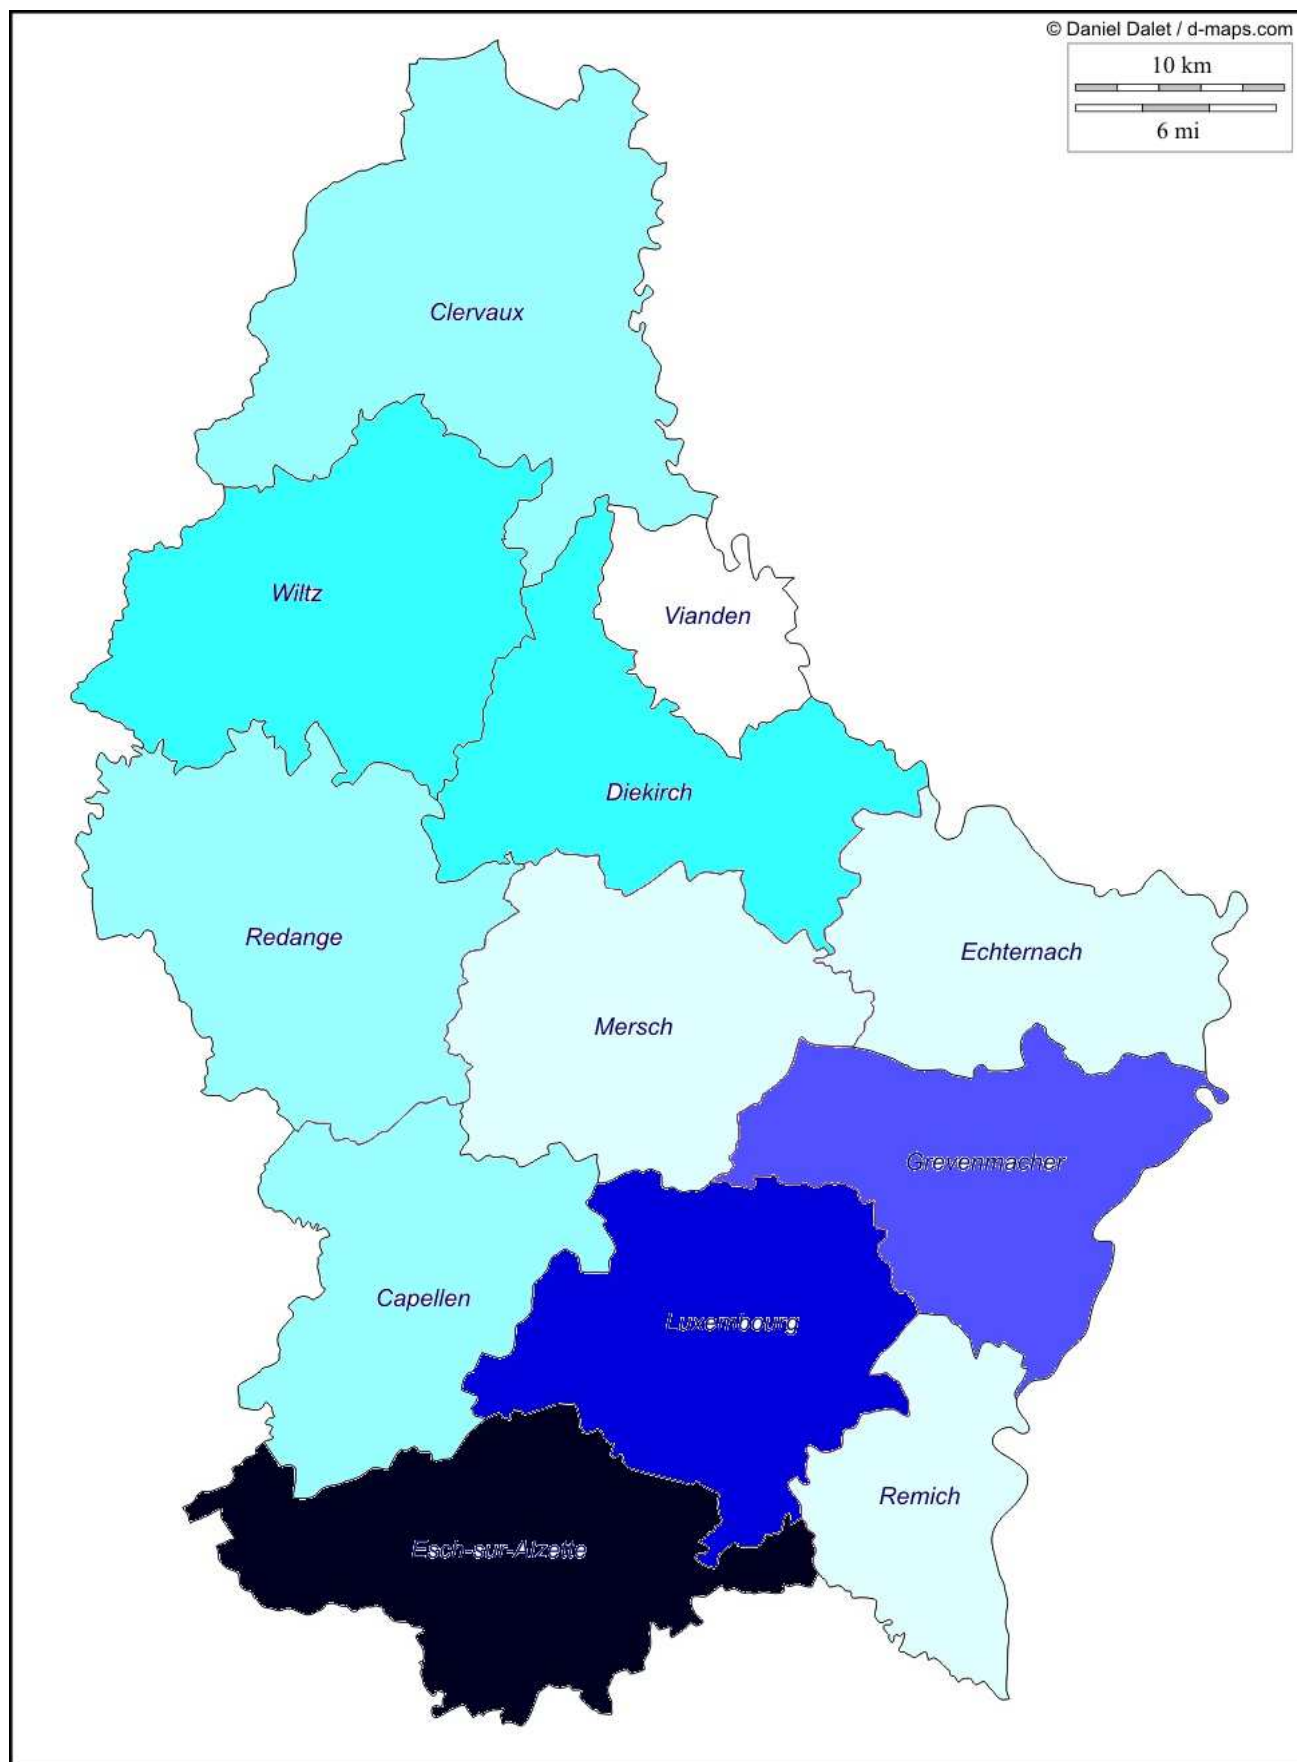 © Daniel Dalet / d-maps.com
10 km
6 mi
Clervaux
Wiltz
Vianden
Diekirch
Redange
Echternach
Mersch
Grevenmacher
Capellen
Luxembourg
Remich
Esch-sur-Alzette